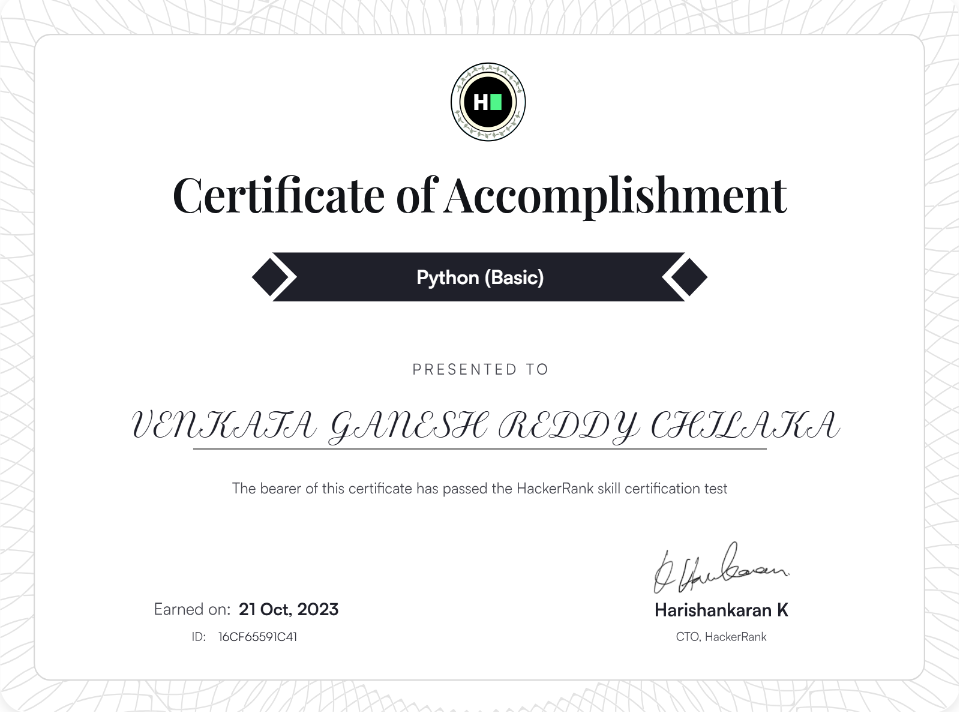 H
Certificate of Accomplishment
Python (Basic)
PRESENTED TO
VENKATA GANESH REDDY CHILAKA
The bearer of this certificate has passed the HackerRank skill certification test
Earned on: 21 Oct, 2023
Harishankaran K
ID: 16CF65591C41
CTO, HackerRank